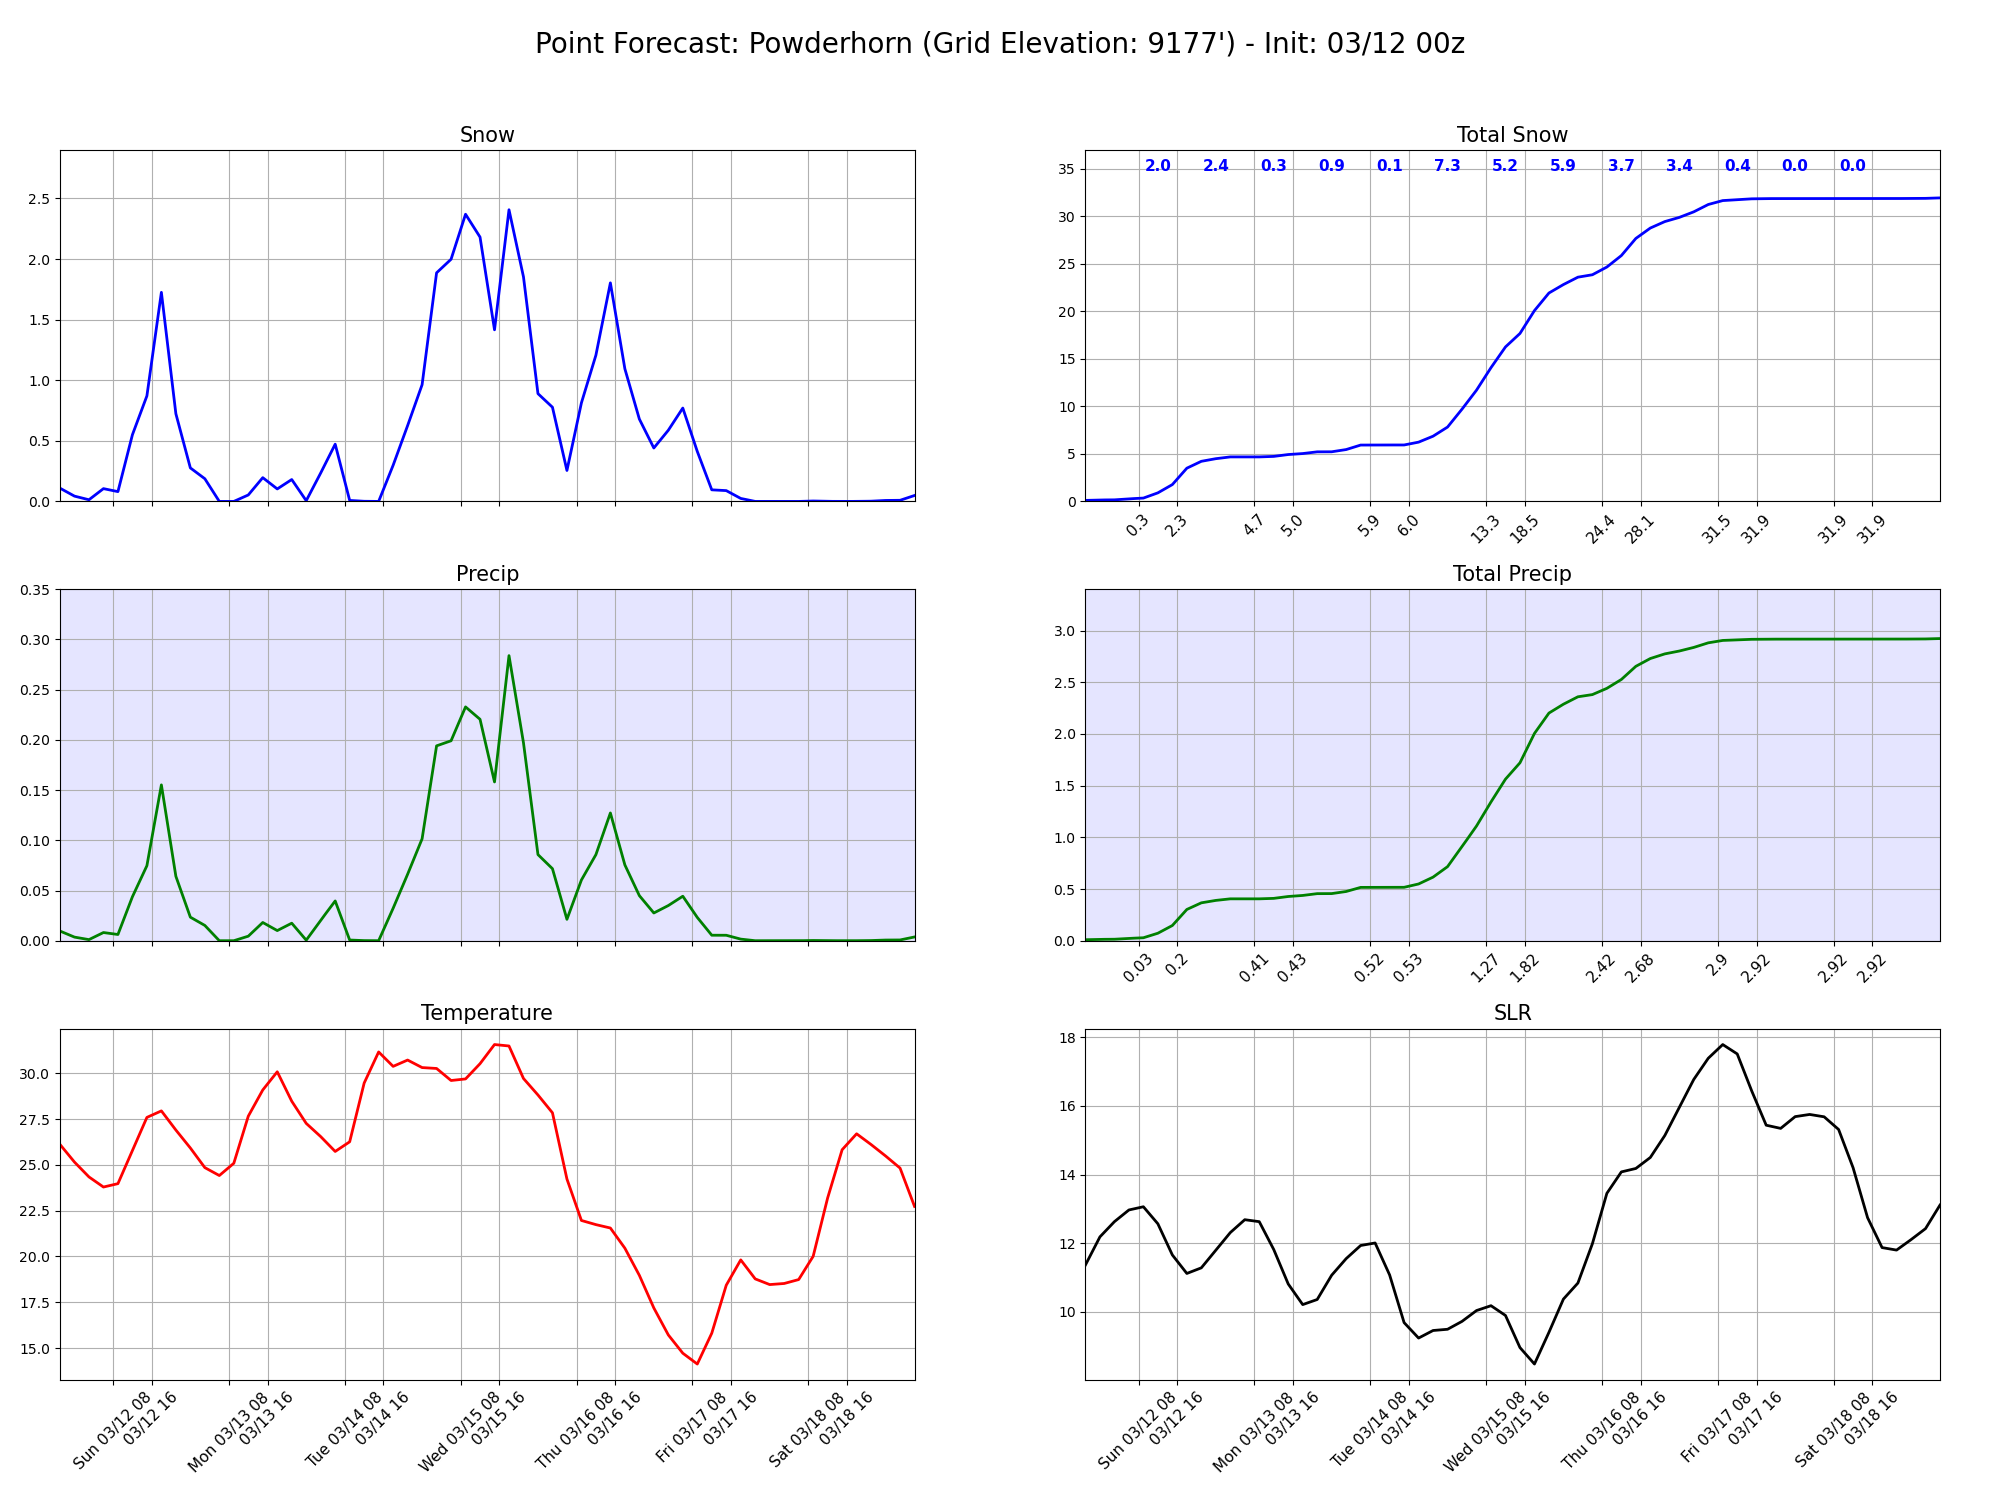 Point Forecast: Powderhorn (Grid Elevation: 9177') - Init: 03/12 00z
Snow
2.5
2.0
1.5
1.0
0.5
0.0
Total Snow
2.0 2.4 0.3 0.9 0.1 7.3 5.2 5.9 3.7 3.4 0.4 0.0 0.0
35
30
25
20
15
10
5
0
0.3 2.3 4.7 5.0 5.9 6.0 13.3 18.5 24.4 28.1 31.5 31.9 31.9 31.9
Precip
0.35
0.30
0.25
0.20
0.15
0.10
0.05
0.00
Total Precip
3.0
2.5
2.0
1.5
1.0
0.5
0.0
0.03 0.2 0.41 0.43 0.52 0.53 1.27 1.82 2.42 2.68 2.9 2.92 2.92 2.92
Temperature
30.0
27.5
25.0
22.5
20.0
17.5
15.0
Sun 03/12 08
03/12 16
Mon 03/13 08
03/13 16
Tue 03/14 08
03/14 16
Wed 03/15 08
03/15 16
Thu 03/16 08
03/16 16
Fri 03/17 08
03/17 16
Sat 03/18 08
03/18 16
SLR
18
16
14
12
10
Sun 03/12 08
03/12 16
Mon 03/13 08
03/13 16
Tue 03/14 08
03/14 16
Wed 03/15 08
03/15 16
Thu 03/16 08
03/16 16
Fri 03/17 08
03/17 16
Sat 03/18 08
03/18 16